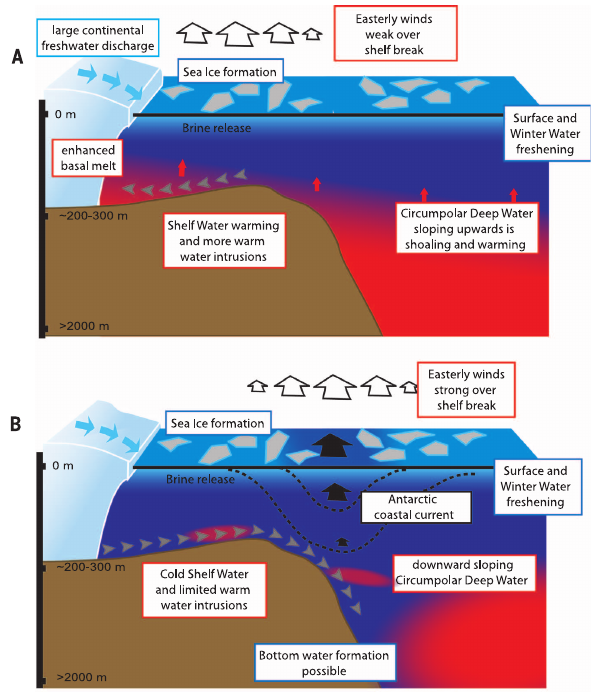 large continental
freshwater discharge
Easterly winds
weak over
shelf break
A
Sea Ice formation
0 m
Brine release
Surface and
Winter Water
freshening
enhanced
basal melt
~200-300 m
Shelf Water warming
and more warm
water intrusions
Circumpolar Deep Water
sloping upwards is
shoaling and warming
>2000 m
Easterly winds
strong over
shelf break
B
Sea Ice formation
0 m
Brine release
Surface and
Winter Water
freshening
Antarctic
coastal current
~200-300 m
Cold Shelf Water
and limited warm
water intrusions
downward sloping
Circumpolar Deep Water
Bottom water formation
possible
>2000 m